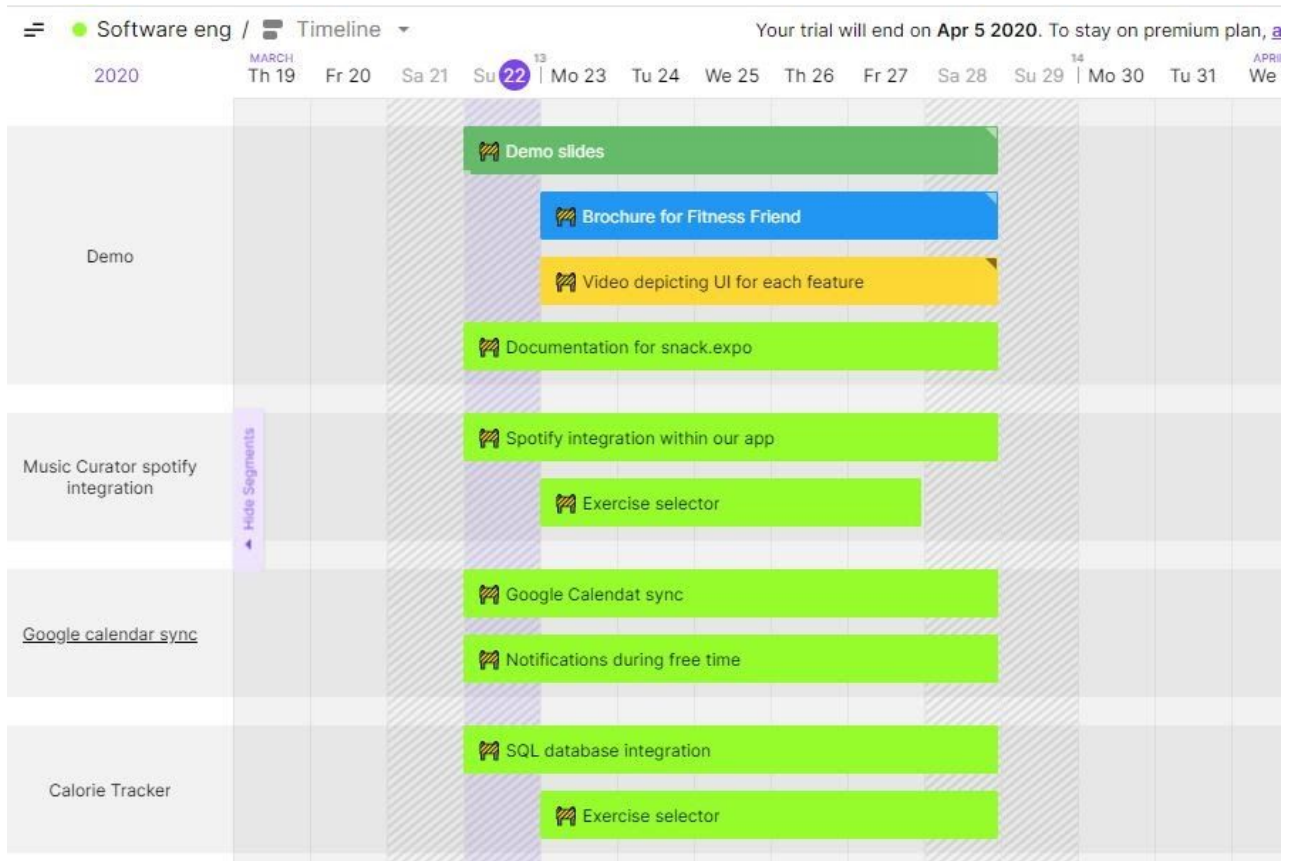 Software eng / Timeline
Your trial will end on Apr 5 2020. To stay on premium plan,
MARCH 13 14
2020 Th 19 Fr 20 Sa 21 Su 22 Mo 23 Tu 24 We 25 Th 26 Fr 27 Sa 28 Su 29 Mo 30 Tu 31 We
Demo
Demo slides
Brochure for Fitness Friend
Video depicting UI for each feature
Documentation for snack.expo
Hide Segments
Music Curator spotify
integration
Spotify integration within our app
Exercise selector
Google calendar sync
Google Calendat sync
Notifications during free time
Calorie Tracker
SQL database integration
Exercise selector